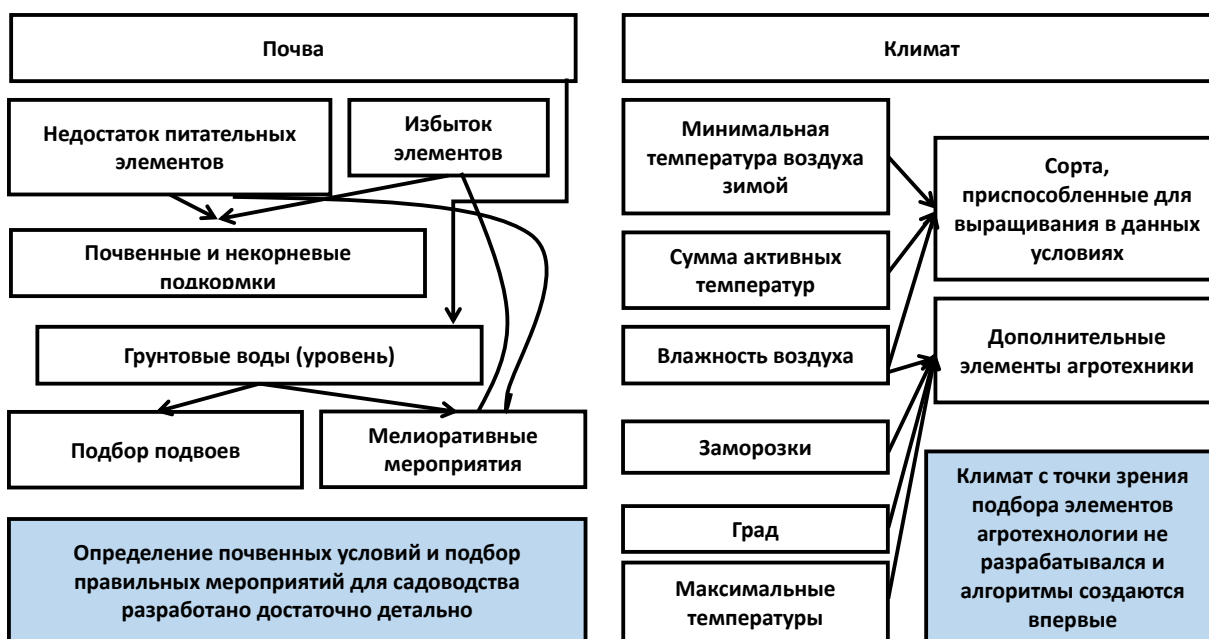 Почва
Недостаток питательных
элементов
Избыток
элементов
Почвенные и некорневые
подкормки
Грунтовые воды (уровень)
Подбор подвоев
Мелиоративные
мероприятия
Определение почвенных условий и подбор
правильных мероприятий для садоводства
разработано достаточно детально
Климат
Минимальная
температура воздуха
зимой
Сумма активных
температур
Влажность воздуха
Заморозки
Град
Максимальные
температуры
Сорта,
приспособленные для
выращивания в данных
условиях
Дополнительные
элементы агротехники
Климат с точки зрения
подбора элементов
агротехнологии не
разрабатывался и
алгоритмы создаются
впервые